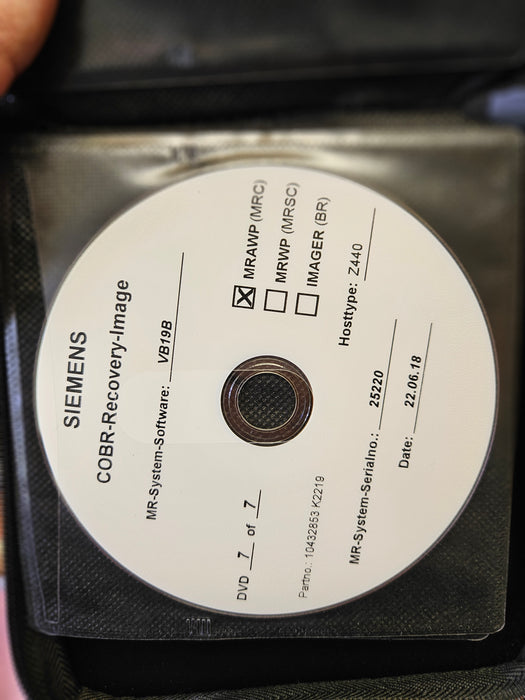 SIEMENS
COBR-Recovery-Image
MR-System-Software: VB19B
☒ MRAWP (MRC)
☐ MRWP (MRSC)
☐ IMAGER (BR)
DVD 7 of 7
Hosttype: Z440
Partno.: 10432853 K2219
MR-System-Serialno.: 25220
Date: 22.06.18